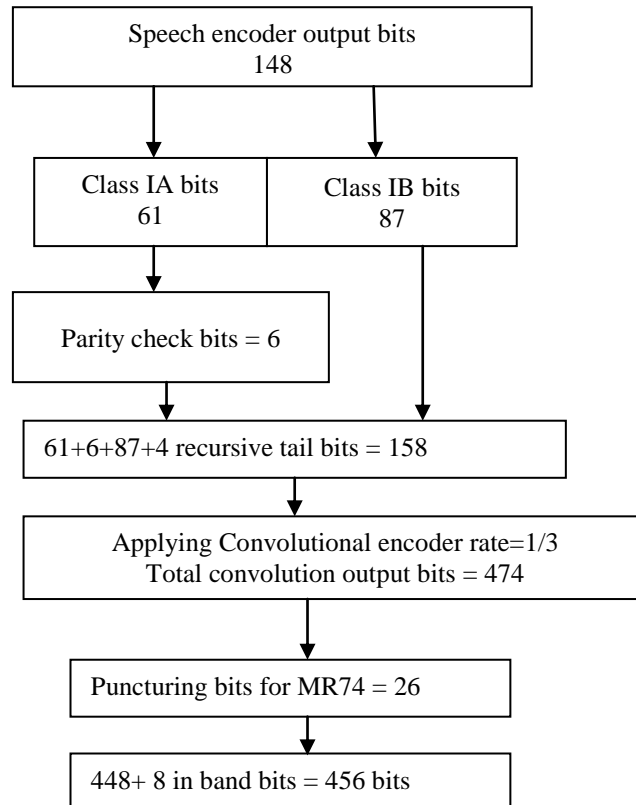 Speech encoder output bits
148
Class IA bits
61
Class IB bits
87
Parity check bits = 6
61+6+87+4 recursive tail bits = 158
Applying Convolutional encoder rate=1/3
Total convolution output bits = 474
Puncturing bits for MR74 = 26
448+ 8 in band bits = 456 bits